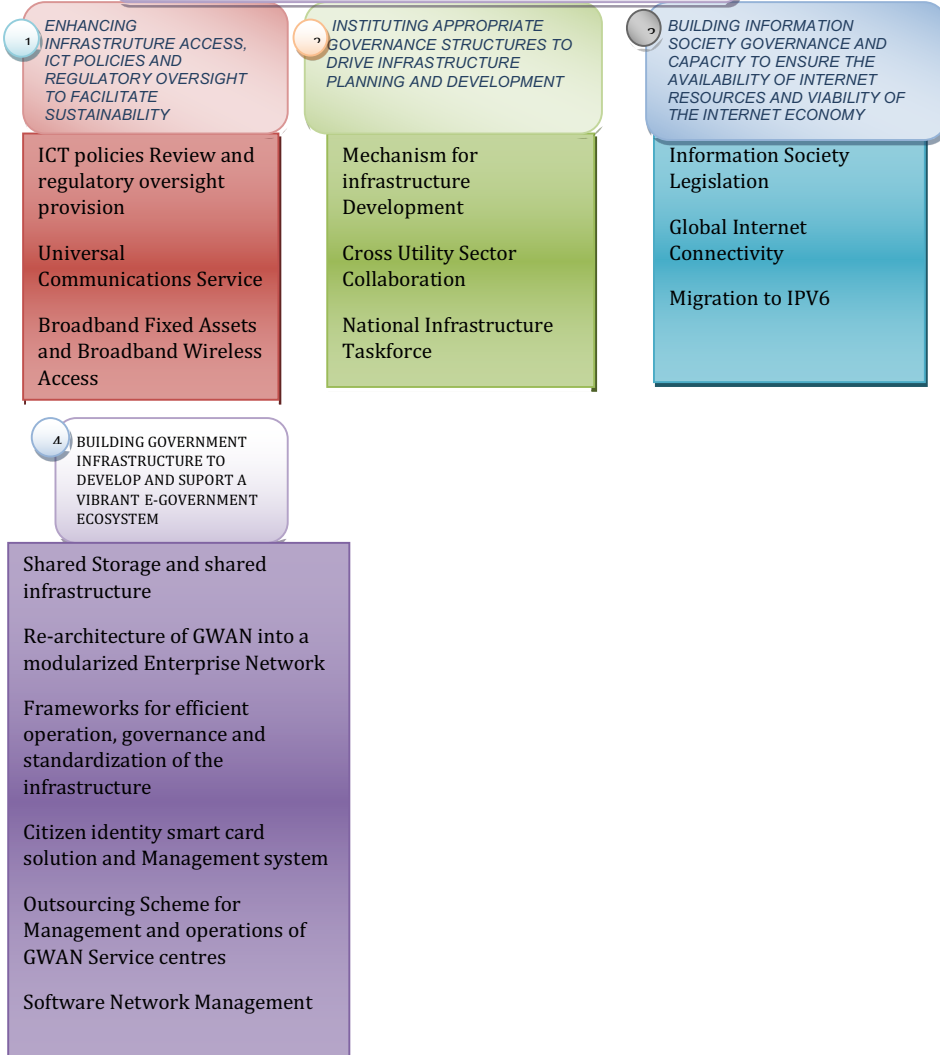 1
ENHANCING
INFRASTRUTURE ACCESS,
ICT POLICIES AND
REGULATORY OVERSIGHT
TO FACILITATE
SUSTAINABILITY
ICT policies Review and
regulatory oversight
provision
Universal
Communications Service
Broadband Fixed Assets
and Broadband Wireless
Access
INSTITUTING APPROPRIATE
GOVERNANCE STRUCTURES TO
DRIVE INFRASTRUCTURE
PLANNING AND DEVELOPMENT
Mechanism for
infrastructure
Development
Cross Utility Sector
Collaboration
National Infrastructure
Taskforce
BUILDING INFORMATION
SOCIETY GOVERNANCE AND
CAPACITY TO ENSURE THE
AVAILABILITY OF INTERNET
RESOURCES AND VIABILITY OF
THE INTERNET ECONOMY
Information Society
Legislation
Global Internet
Connectivity
Migration to IPV6
4
BUILDING GOVERNMENT
INFRASTRUCTURE TO
DEVELOP AND SUPORT A
VIBRANT E-GOVERNMENT
ECOSYSTEM
Shared Storage and shared
infrastructure
Re-architecture of GWAN into a
modularized Enterprise Network
Frameworks for efficient
operation, governance and
standardization of the
infrastructure
Citizen identity smart card
solution and Management system
Outsourcing Scheme for
Management and operations of
GWAN Service centres
Software Network Management